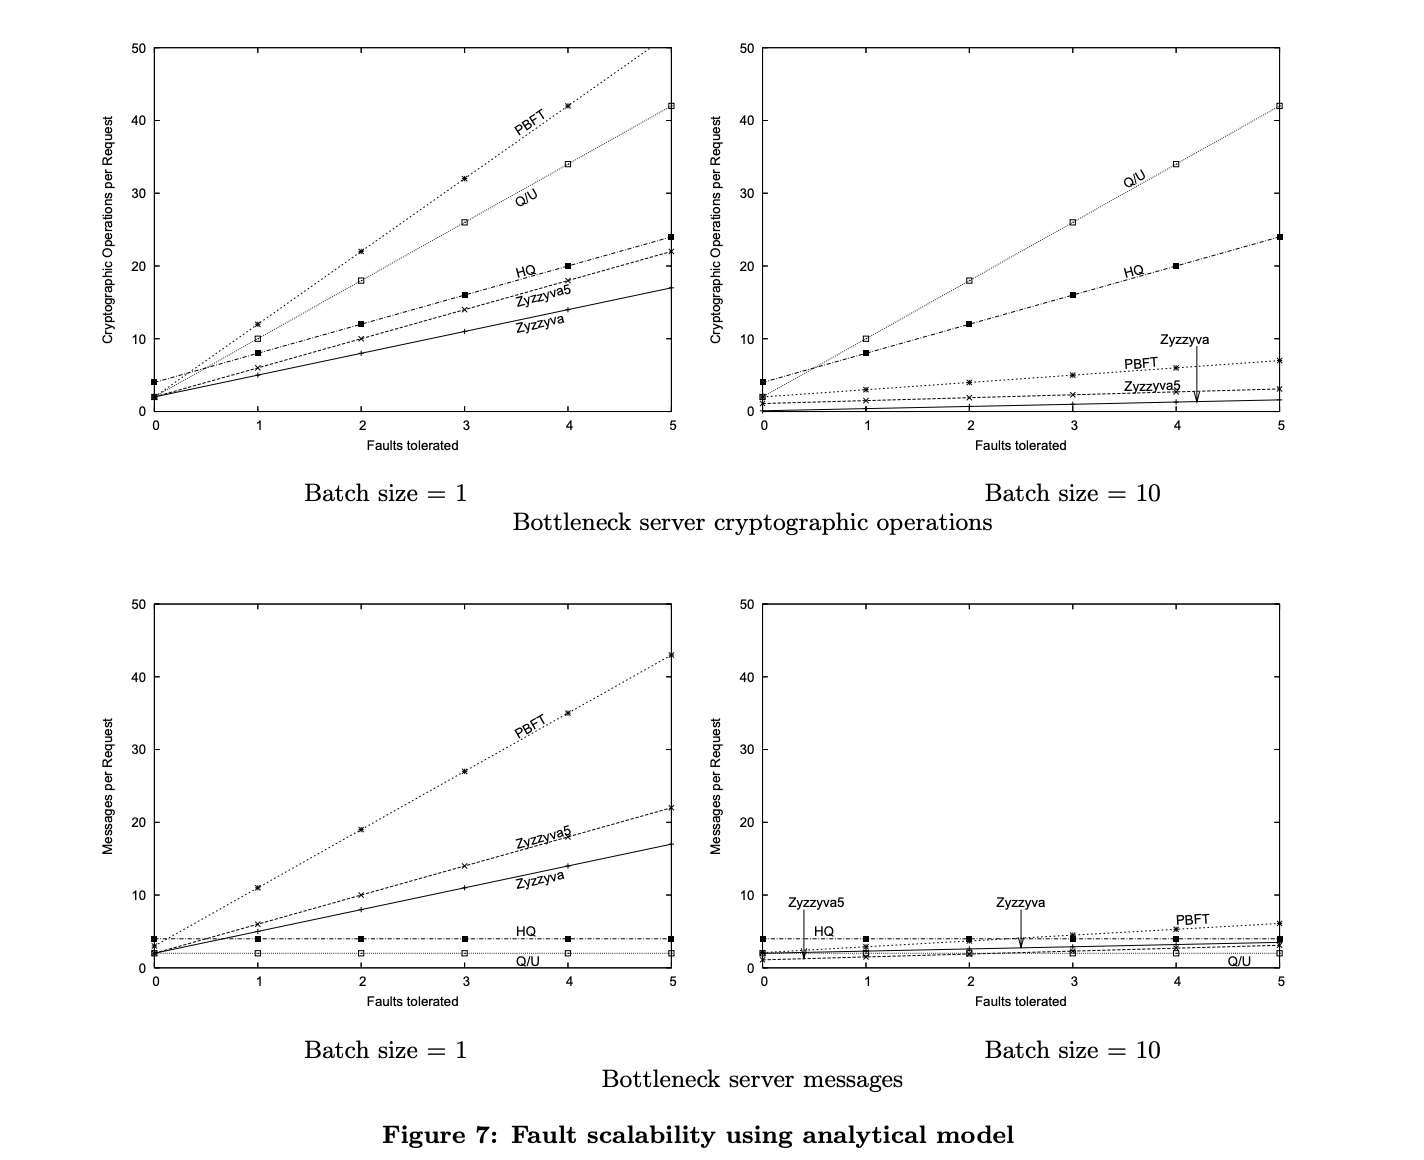 50
40
30
20
10
0
Cryptographic Operations per Request
PBFT
Q/U
HQ
Zyzzyva5
Zyzzyva
0 1 2 3 4 5
Faults tolerated
Batch size = 1
50
40
30
20
10
0
Cryptographic Operations per Request
Q/U
HQ
Zyzzyva
PBFT
Zyzzyva5
0 1 2 3 4 5
Faults tolerated
Batch size = 10
Bottleneck server cryptographic operations
50
40
30
20
10
0
Messages per Request
PBFT
Zyzzyva5
Zyzzyva
HQ
Q/U
0 1 2 3 4 5
Faults tolerated
Batch size = 1
50
40
30
20
10
0
Messages per Request
Zyzzyva5
Zyzzyva
HQ
PBFT
Q/U
0 1 2 3 4 5
Faults tolerated
Batch size = 10
Bottleneck server messages
Figure 7: Fault scalability using analytical model